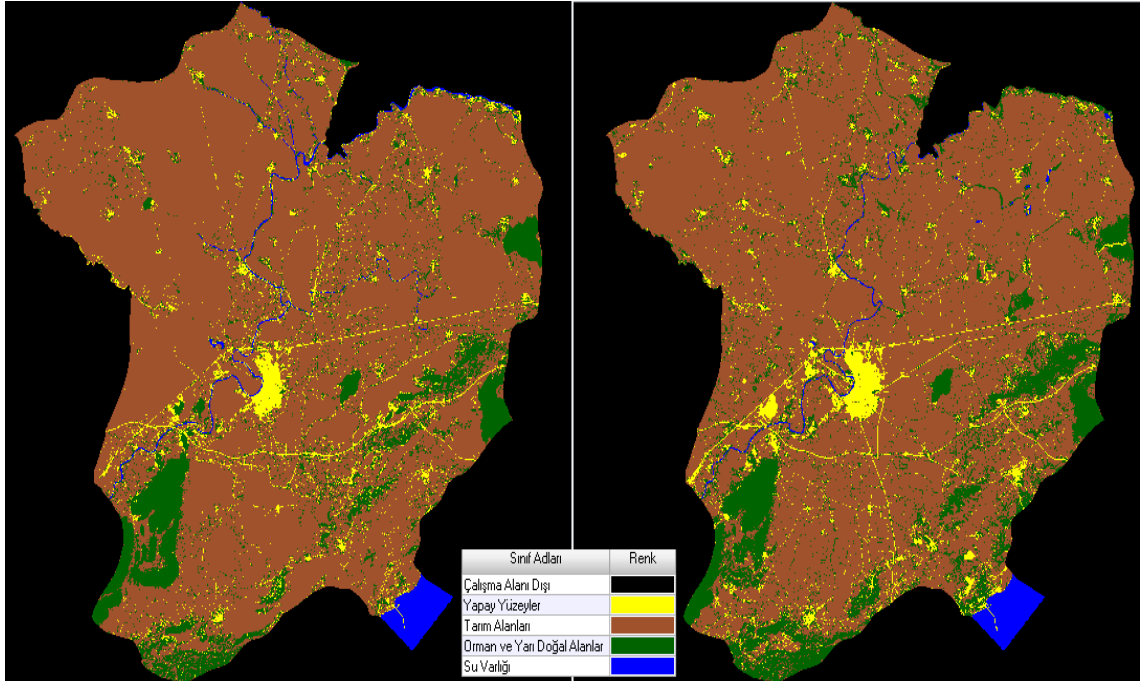 Sınıf Adları Renk
Çalışma Alanı Dışı
Yapay Yüzeyler
Tarım Alanları
Orman ve Yarı Doğal Alanlar
Su Varlığı